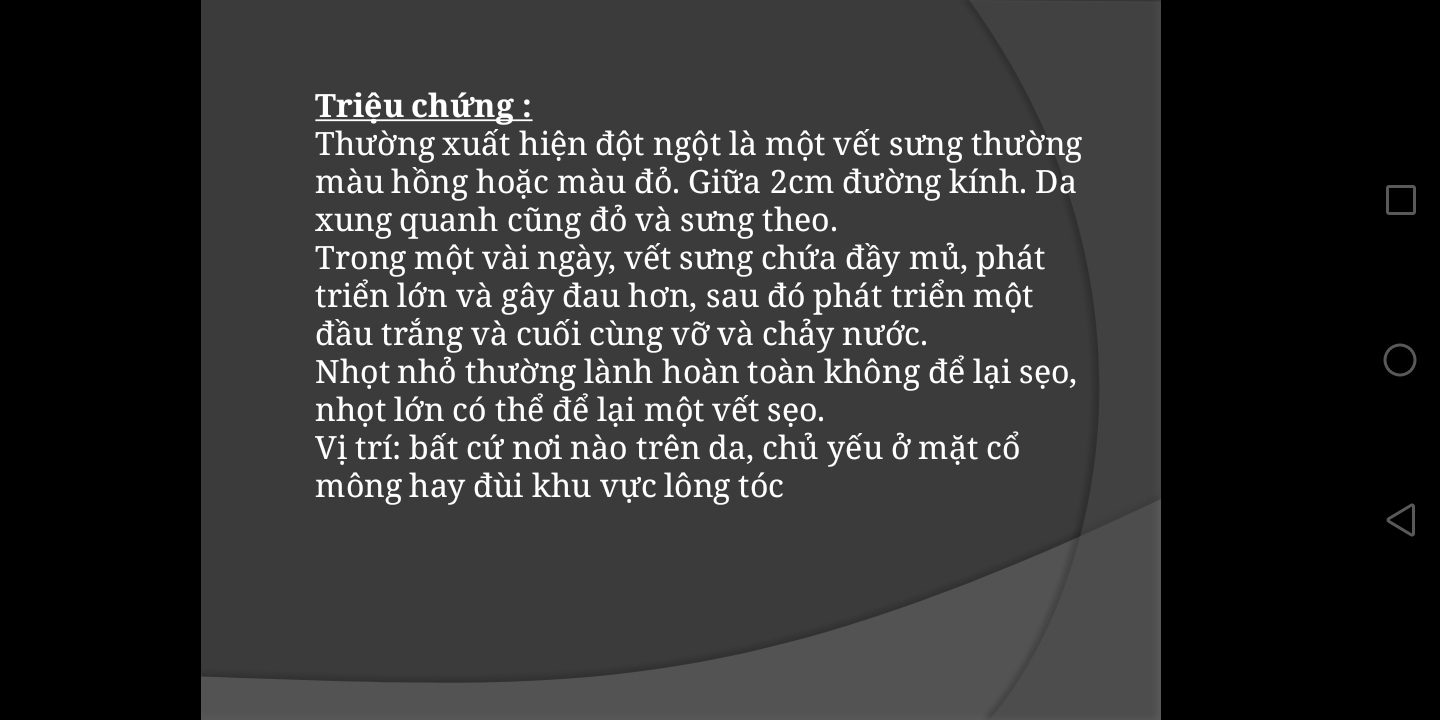 Triệu chứng :
Thường xuất hiện đột ngột là một vết sưng thường
màu hồng hoặc màu đỏ. Giữa 2cm đường kính. Da
xung quanh cũng đỏ và sưng theo.
Trong một vài ngày, vết sưng chứa đầy mủ, phát
triển lớn và gây đau hơn, sau đó phát triển một
đầu trắng và cuối cùng vỡ và chảy nước.
Nhọt nhỏ thường lành hoàn toàn không để lại sẹo,
nhọt lớn có thể để lại một vết sẹo.
Vị trí: bất cứ nơi nào trên da, chủ yếu ở mặt cổ
mông hay đùi khu vực lông tóc